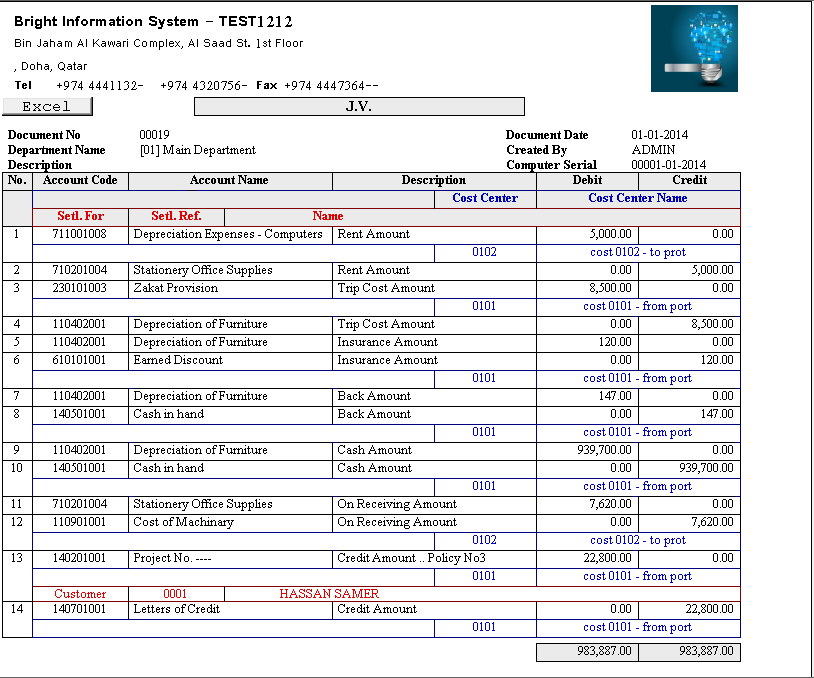 Bright Information System - TEST1212
Bin Jaham Al Kawari Complex, Al Saad St. 1st Floor
, Doha, Qatar
Tel +974 4441132- +974 4320756- Fax +974 4447364--
Excel J.V.
Document No 00019 Document Date 01-01-2014
Department Name [01] Main Department Created By ADMIN
Description Computer Serial 00001-01-2014
No. Account Code Account Name Description Debit Credit
Cost Center Cost Center Name
Setl. For Setl. Ref. Name
1 711001008 Depreciation Expenses - Computers Rent Amount 5,000.00 0.00
0102 cost 0102 - to prot
2 710201004 Stationery Office Supplies Rent Amount 0.00 5,000.00
3 230101003 Zakat Provision Trip Cost Amount 8,500.00 0.00
0101 cost 0101 - from port
4 110402001 Depreciation of Furniture Trip Cost Amount 0.00 8,500.00
5 110402001 Depreciation of Furniture Insurance Amount 120.00 0.00
6 610101001 Earned Discount Insurance Amount 0.00 120.00
0101 cost 0101 - from port
7 110402001 Depreciation of Furniture Back Amount 147.00 0.00
8 140501001 Cash in hand Back Amount 0.00 147.00
0101 cost 0101 - from port
9 110402001 Depreciation of Furniture Cash Amount 939,700.00 0.00
10 140501001 Cash in hand Cash Amount 0.00 939,700.00
0101 cost 0101 - from port
11 710201004 Stationery Office Supplies On Receiving Amount 7,620.00 0.00
12 110901001 Cost of Machinary On Receiving Amount 0.00 7,620.00
0102 cost 0102 - to prot
13 140201001 Project No. ---- Credit Amount .. Policy No3 22,800.00 0.00
0101 cost 0101 - from port
Customer 0001 HASSAN SAMER
14 140701001 Letters of Credit Credit Amount 0.00 22,800.00
0101 cost 0101 - from port
983,887.00 983,887.00